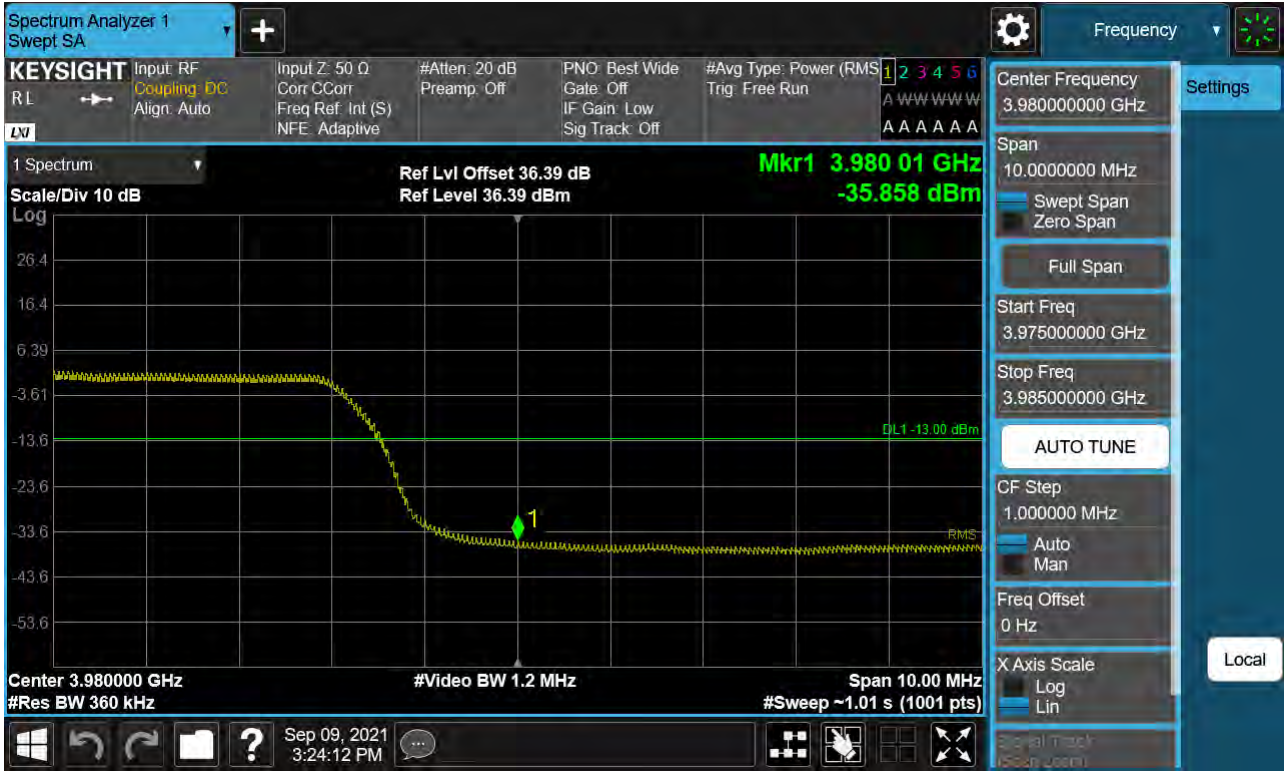 Spectrum Analyzer 1
Swept SA
Frequency
KEYSIGHT
RL
LXI
Input: RF
Coupling: DC
Align: Auto
Input Z: 50 Ω
Corr CCorr
Freq Ref: Int (S)
NFE: Adaptive
#Atten: 20 dB
Preamp: Off
PNO: Best Wide
Gate: Off
IF Gain: Low
Sig Track: Off
#Avg Type: Power (RMS
Trig: Free Run
1 2 3 4 5 6
A W W W W W
A A A A A A
1 Spectrum
Scale/Div 10 dB
Log
Ref Lvl Offset 36.39 dB
Ref Level 36.39 dBm
Mkr1 3.980 01 GHz
-35.858 dBm
26.4
16.4
6.39
-3.61
-13.6
-23.6
-33.6
-43.6
-53.6
DL1 -13.00 dBm
1
RMS
Center 3.980000 GHz
#Res BW 360 kHz
#Video BW 1.2 MHz
Span 10.00 MHz
#Sweep ~1.01 s (1001 pts)
Sep 09, 2021
3:24:12 PM
Center Frequency
3.980000000 GHz
Settings
Span
10.0000000 MHz
Swept Span
Zero Span
Full Span
Start Freq
3.975000000 GHz
Stop Freq
3.985000000 GHz
AUTO TUNE
CF Step
1.000000 MHz
Auto
Man
Freq Offset
0 Hz
X Axis Scale
Log
Lin
Local
Signal Track
(Span Zoom)